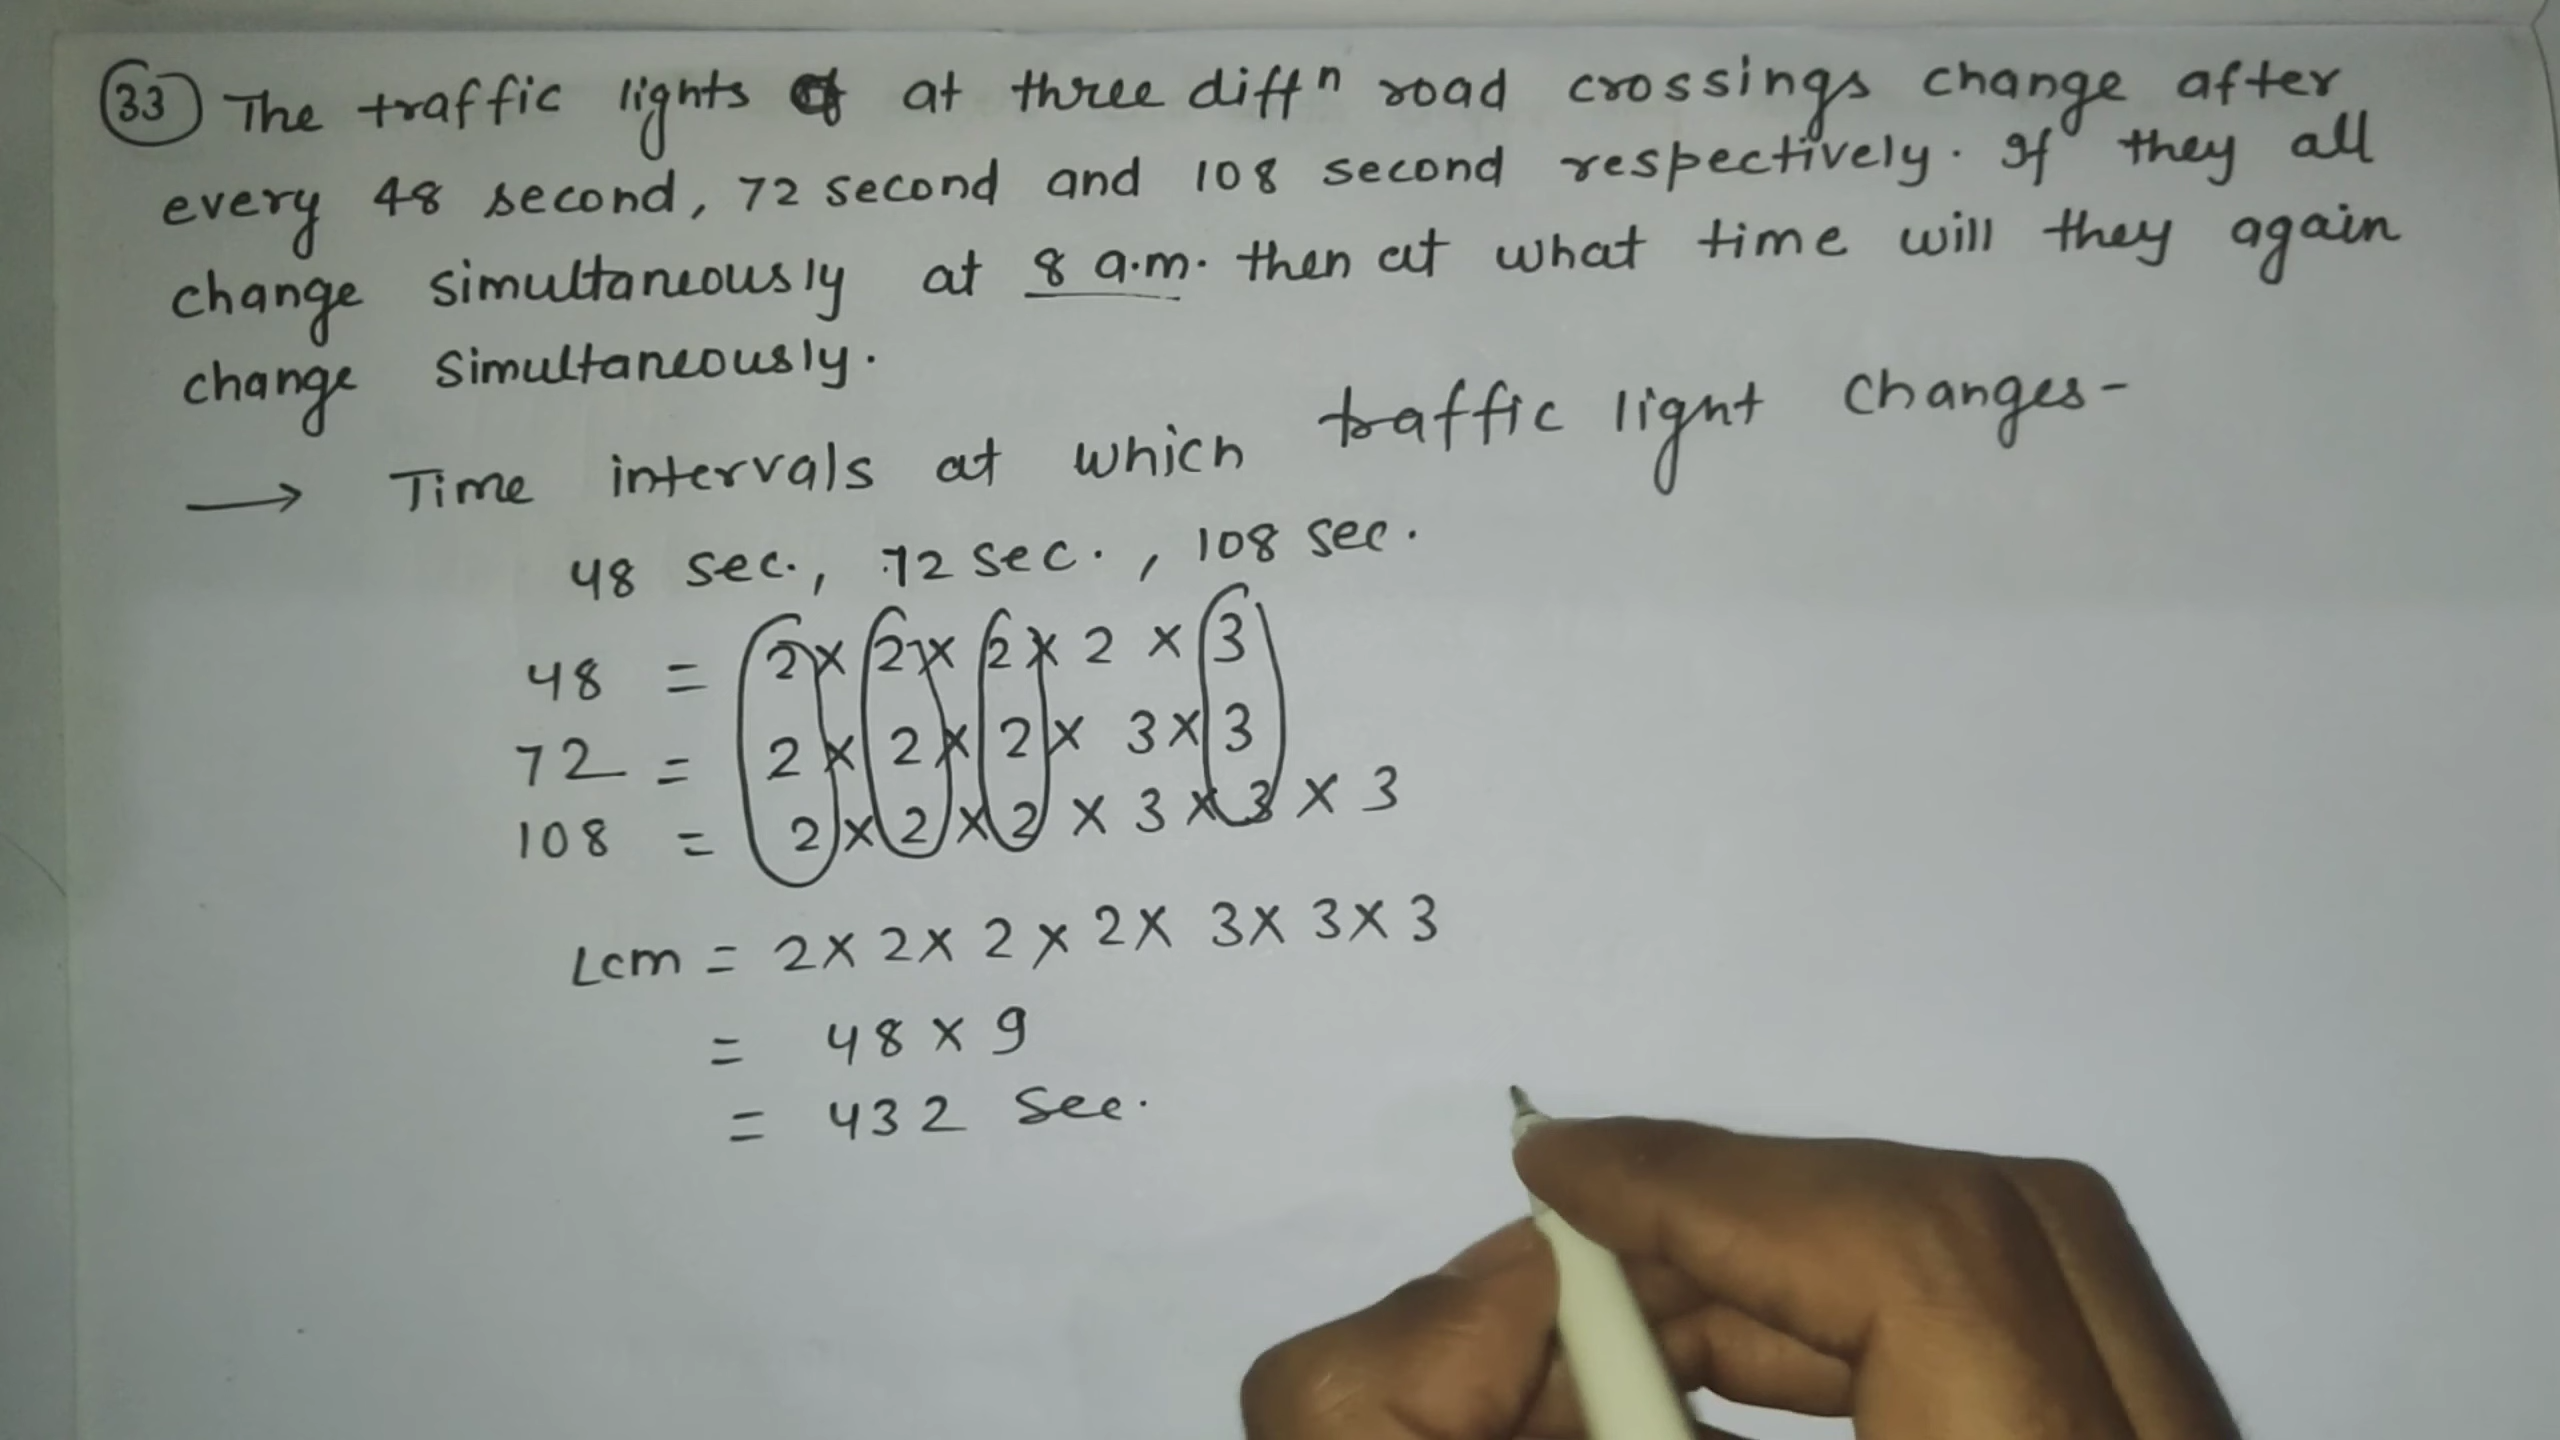 33 The traffic lights at three diffn road crossings change after
every 48 second, 72 second and 108 second respectively. If they all
change simultaneously at 8 a.m. then at what time will they again
change simultaneously.
→ Time intervals at which traffic light changes-
48 sec., 72 sec., 108 sec.
48 = 2 × 2 × 2 × 2 × 3
72 = 2 × 2 × 2 × 3 × 3
108 = 2 × 2 × 2 × 3 × 3 × 3
Lcm = 2 × 2 × 2 × 2 × 3 × 3 × 3
= 48 × 9
= 432 sec.